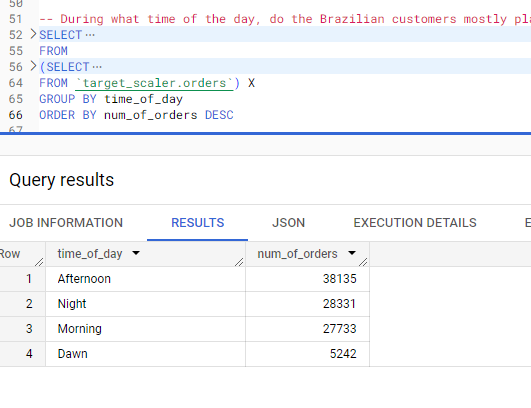 50
51 -- During what time of the day, do the Brazilian customers mostly pl
52 SELECT…
55 FROM
56 (SELECT…
64 FROM `target_scaler.orders`) X
65 GROUP BY time_of_day
66 ORDER BY num_of_orders DESC
67
Query results
JOB INFORMATION RESULTS JSON EXECUTION DETAILS E
Row time_of_day num_of_orders
1 Afternoon 38135
2 Night 28331
3 Morning 27733
4 Dawn 5242